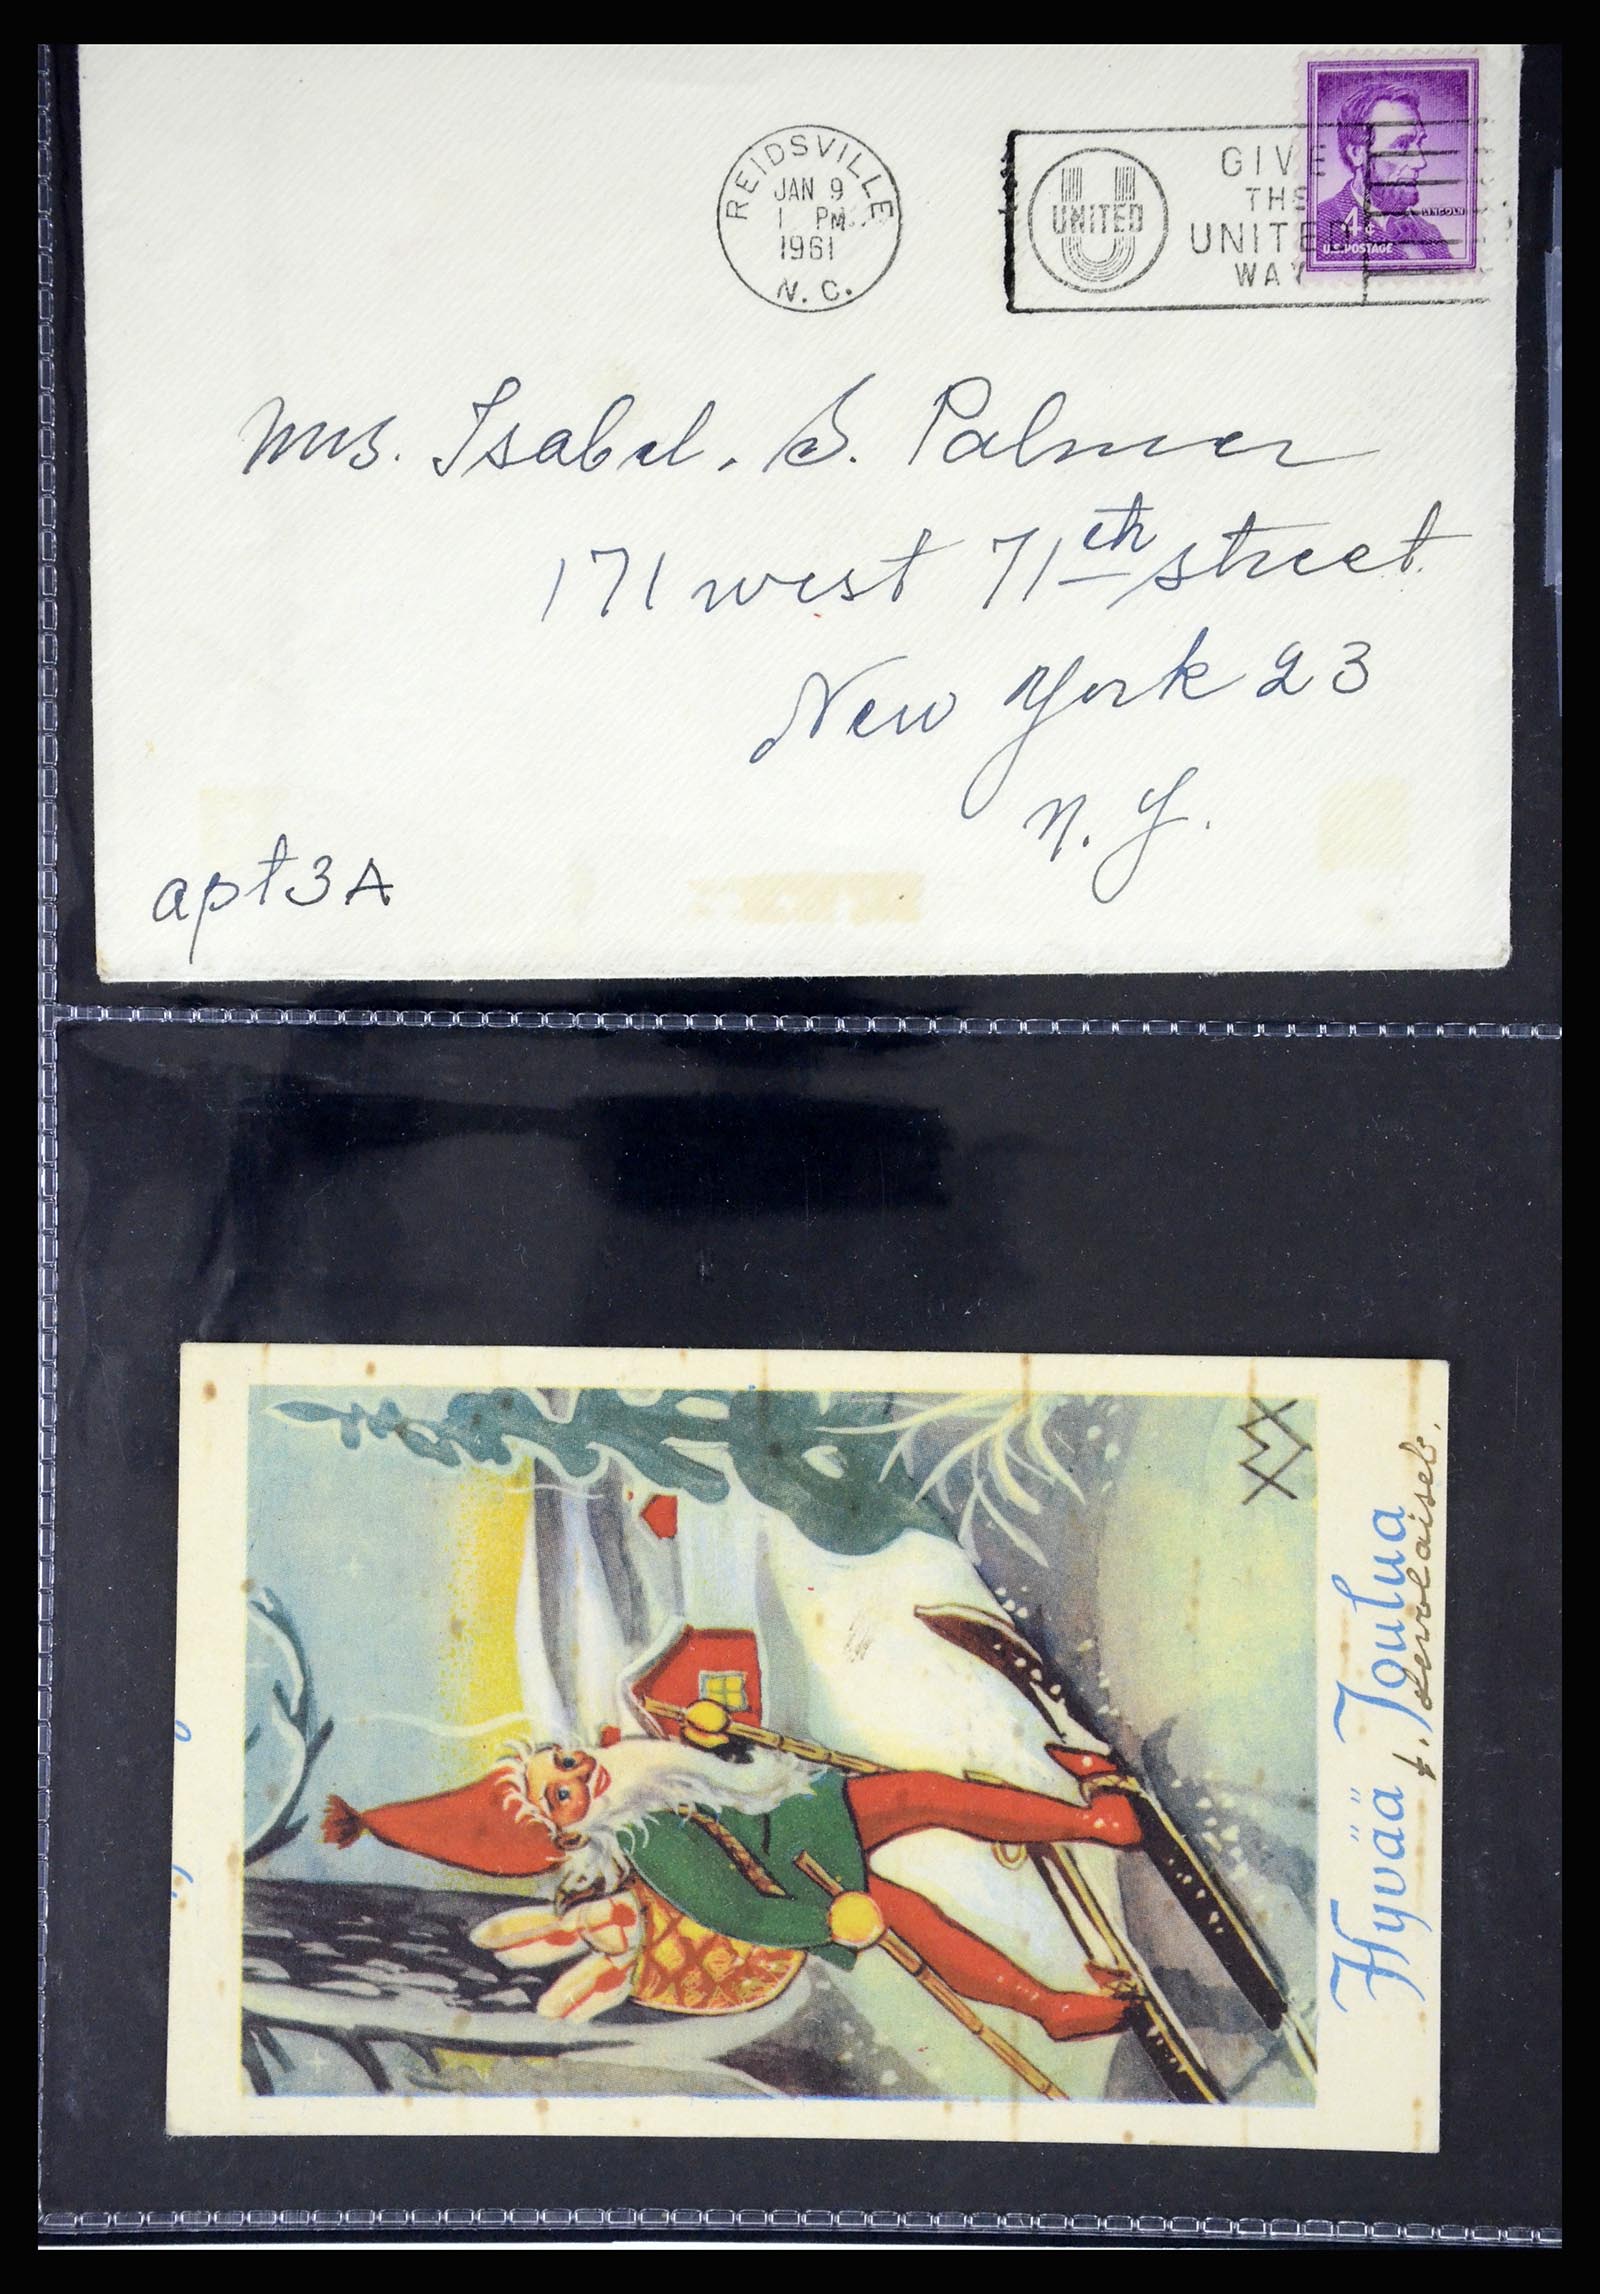 REIDSVILLE
JAN 9
1 PM
1961
N. C.
UNITED
GIVE
THE
UNITED
WAY
LINCOLN
4¢
U.S. POSTAGE
Mrs. Isabel. S. Palmer
171 west 71th street
New York 23
N. Y.
apt 3A
Hyvää Joulua
t.